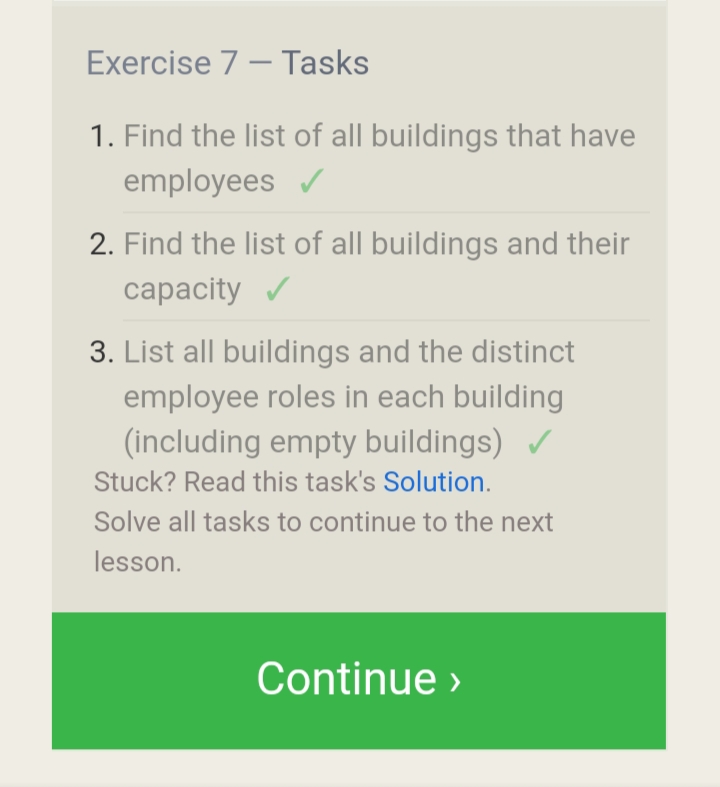 Exercise 7 — Tasks
1. Find the list of all buildings that have
employees ✓
2. Find the list of all buildings and their
capacity ✓
3. List all buildings and the distinct
employee roles in each building
(including empty buildings) ✓
Stuck? Read this task's Solution.
Solve all tasks to continue to the next
lesson.
Continue ›